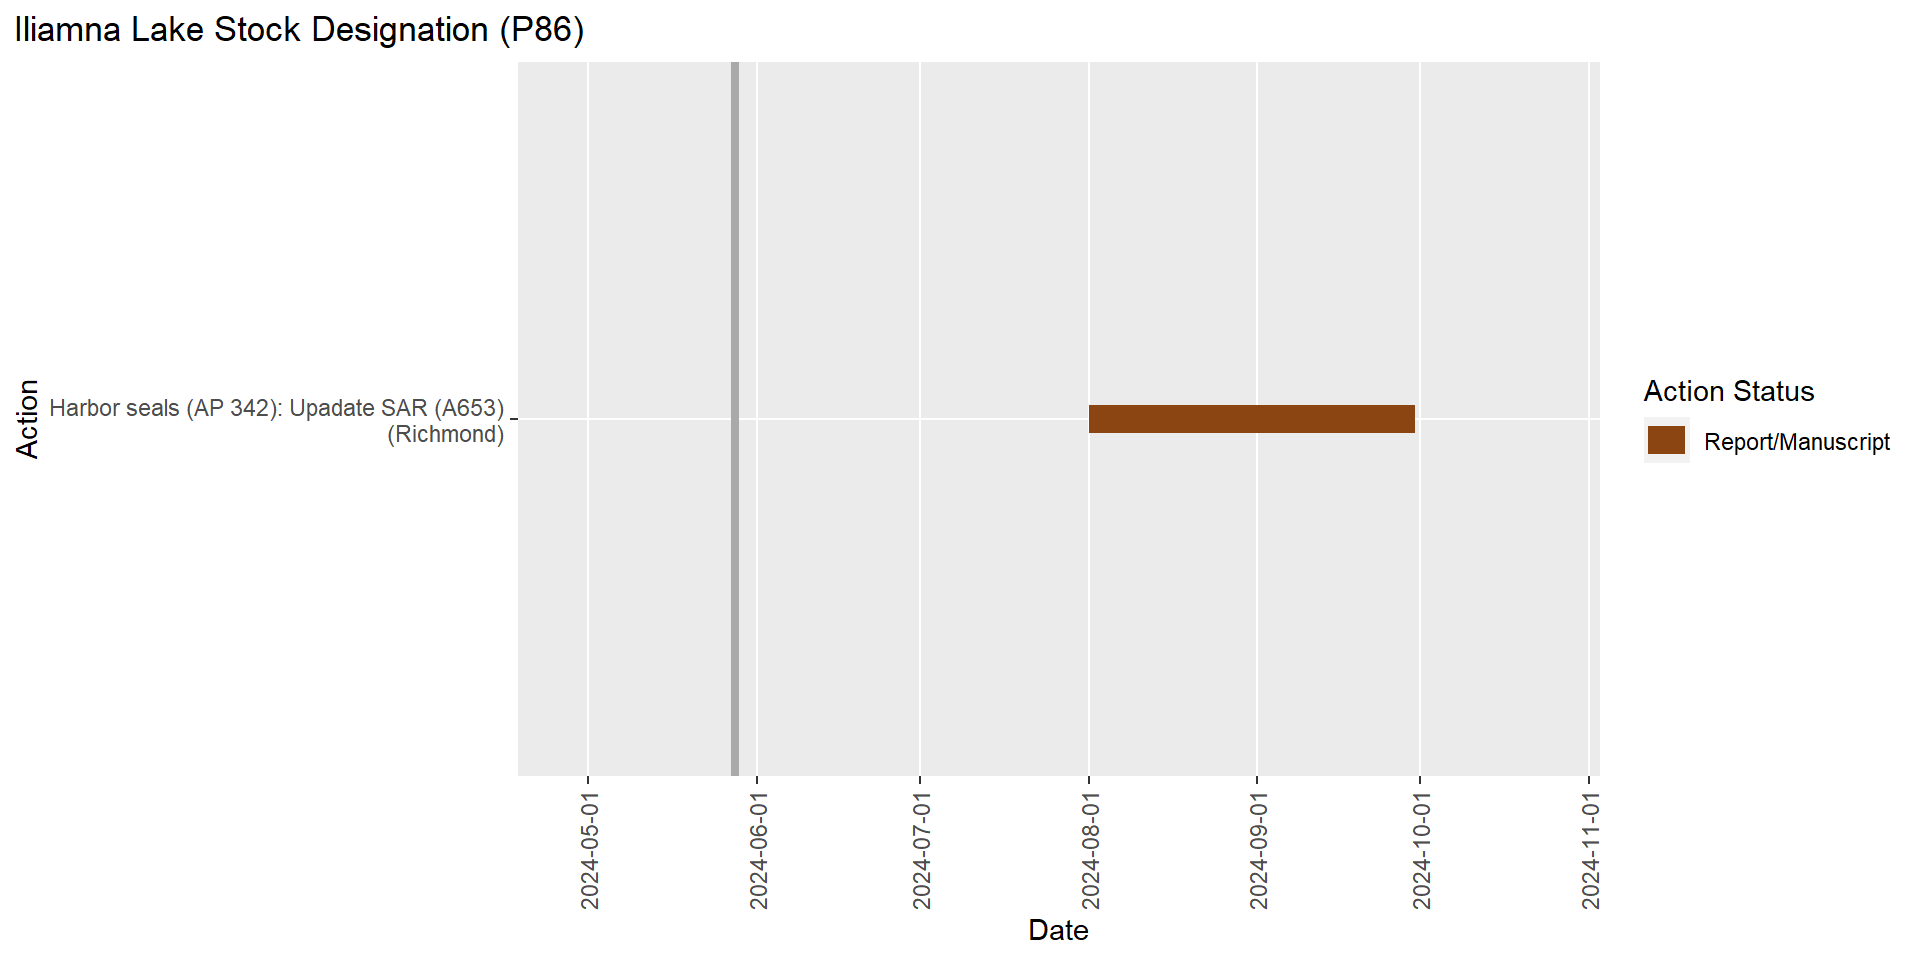 Iliamna Lake Stock Designation (P86)
Action
Harbor seals (AP 342): Upadate SAR (A653)
(Richmond)
2024-05-01
2024-06-01
2024-07-01
2024-08-01
2024-09-01
2024-10-01
2024-11-01
Date
Action Status
Report/Manuscript